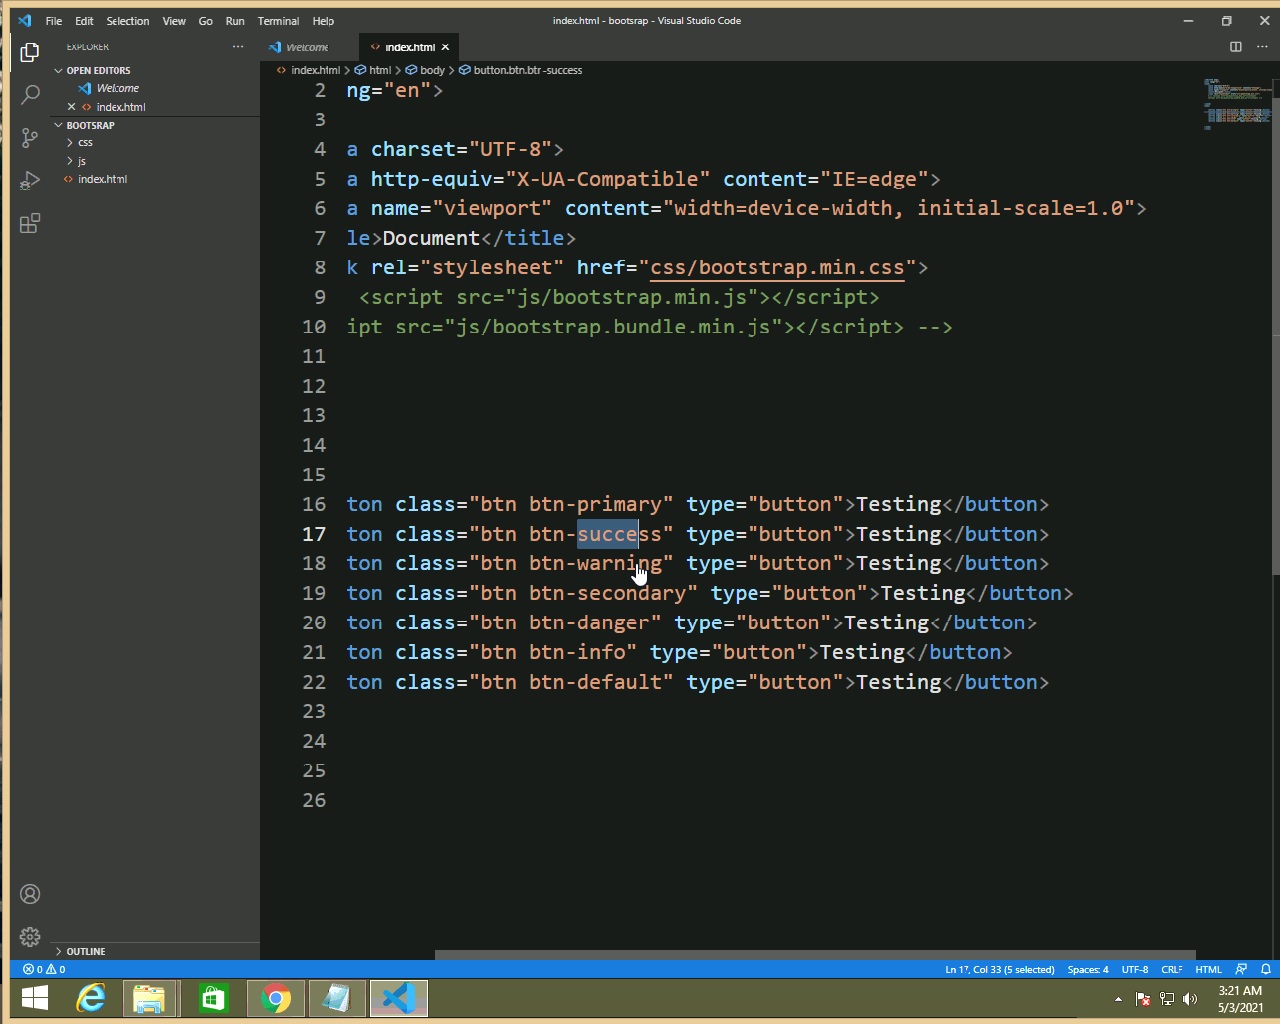 File Edit Selection View Go Run Terminal Help
index.html - bootsrap - Visual Studio Code
EXPLORER
Welcome
index.html
OPEN EDITORS
Welcome
index.html
BOOTSRAP
css
js
index.html
index.html > html > body > button.btn.btn-success
2 ng="en">
3
4 a charset="UTF-8">
5 a http-equiv="X-UA-Compatible" content="IE=edge">
6 a name="viewport" content="width=device-width, initial-scale=1.0">
7 le>Document</title>
8 k rel="stylesheet" href="css/bootstrap.min.css">
9 <script src="js/bootstrap.min.js"></script>
10 ipt src="js/bootstrap.bundle.min.js"></script> -->
11
12
13
14
15
16 ton class="btn btn-primary" type="button">Testing</button>
17 ton class="btn btn-success" type="button">Testing</button>
18 ton class="btn btn-warning" type="button">Testing</button>
19 ton class="btn btn-secondary" type="button">Testing</button>
20 ton class="btn btn-danger" type="button">Testing</button>
21 ton class="btn btn-info" type="button">Testing</button>
22 ton class="btn btn-default" type="button">Testing</button>
23
24
25
26
OUTLINE
0 0
Ln 17, Col 33 (5 selected) Spaces: 4 UTF-8 CRLF HTML
3:21 AM
5/3/2021